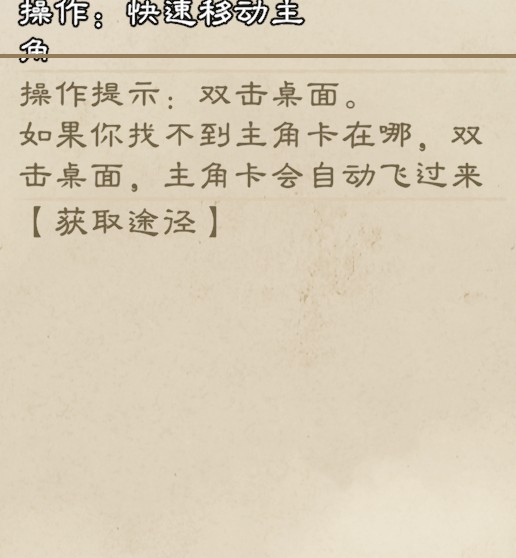 操作：快速移动主
角
操作提示：双击桌面。
如果你找不到主角卡在哪，双
击桌面，主角卡会自动飞过来
【获取途径】